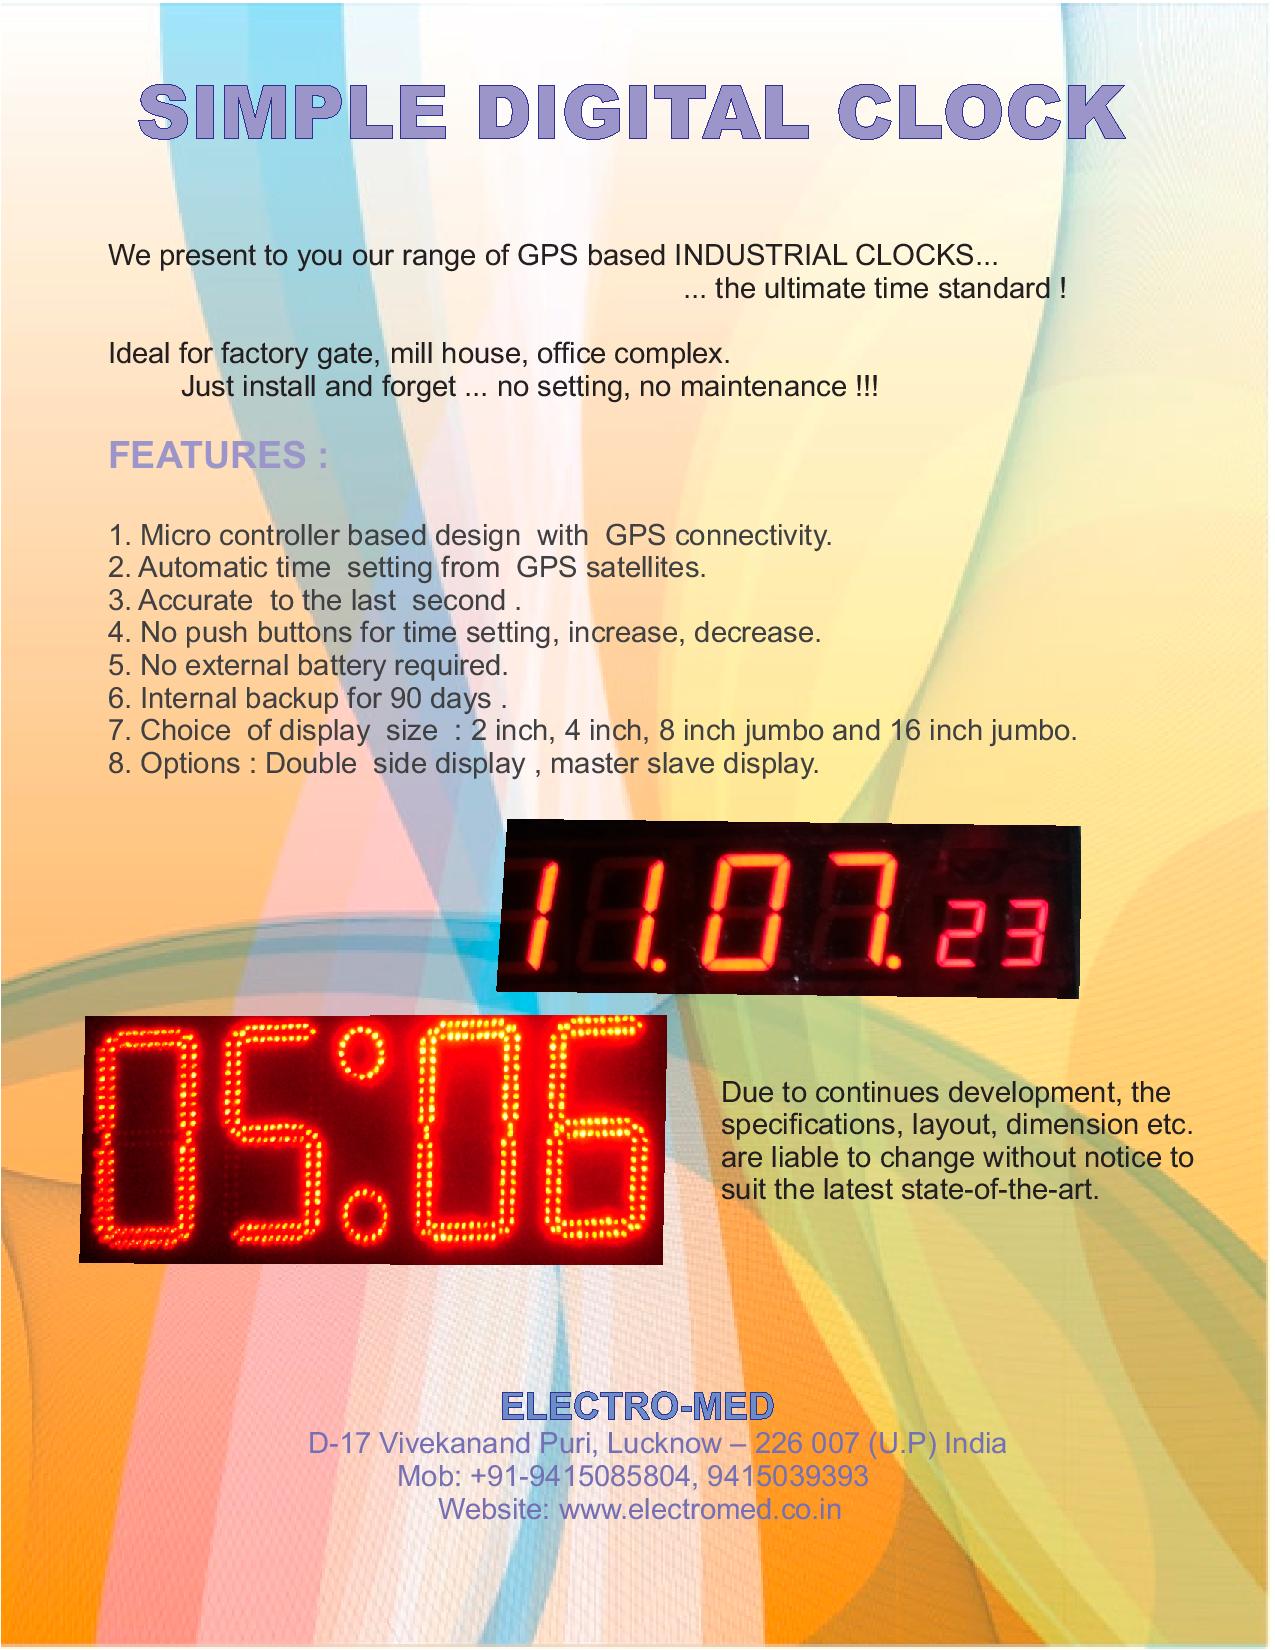 SIMPLE DIGITAL CLOCK
We present to you our range of GPS based INDUSTRIAL CLOCKS...
... the ultimate time standard !
Ideal for factory gate, mill house, office complex.
Just install and forget ... no setting, no maintenance !!!
FEATURES :
1. Micro controller based design with GPS connectivity.
2. Automatic time setting from GPS satellites.
3. Accurate to the last second .
4. No push buttons for time setting, increase, decrease.
5. No external battery required.
6. Internal backup for 90 days .
7. Choice of display size : 2 inch, 4 inch, 8 inch jumbo and 16 inch jumbo.
8. Options : Double side display , master slave display.
11.07.23
05:06
Due to continues development, the
specifications, layout, dimension etc.
are liable to change without notice to
suit the latest state-of-the-art.
ELECTRO-MED
D-17 Vivekanand Puri, Lucknow – 226 007 (U.P) India
Mob: +91-9415085804, 9415039393
Website: www.electromed.co.in